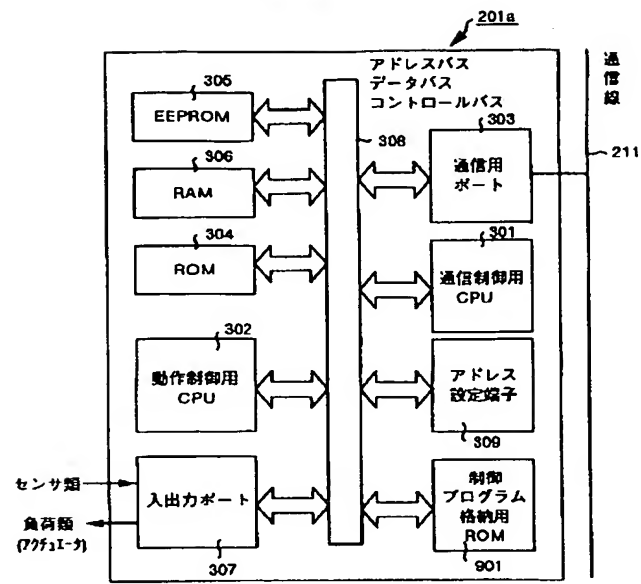 201a
アドレスバス
データバス
コントロールバス
通信線
305
EEPROM
308
303
通信用
ポート
211
306
RAM
304
ROM
301
通信制御用
CPU
302
動作制御用
CPU
アドレス
設定端子
309
センサ類
入出力ポート
負荷類
(アクチュエータ)
307
制御
プログラム
格納用
ROM
901